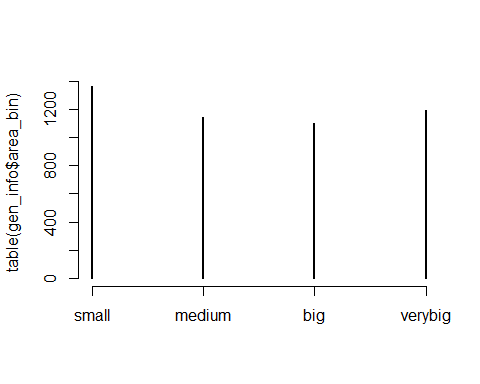 table(gen_info$area_bin)
1200
800
400
0
small medium big verybig